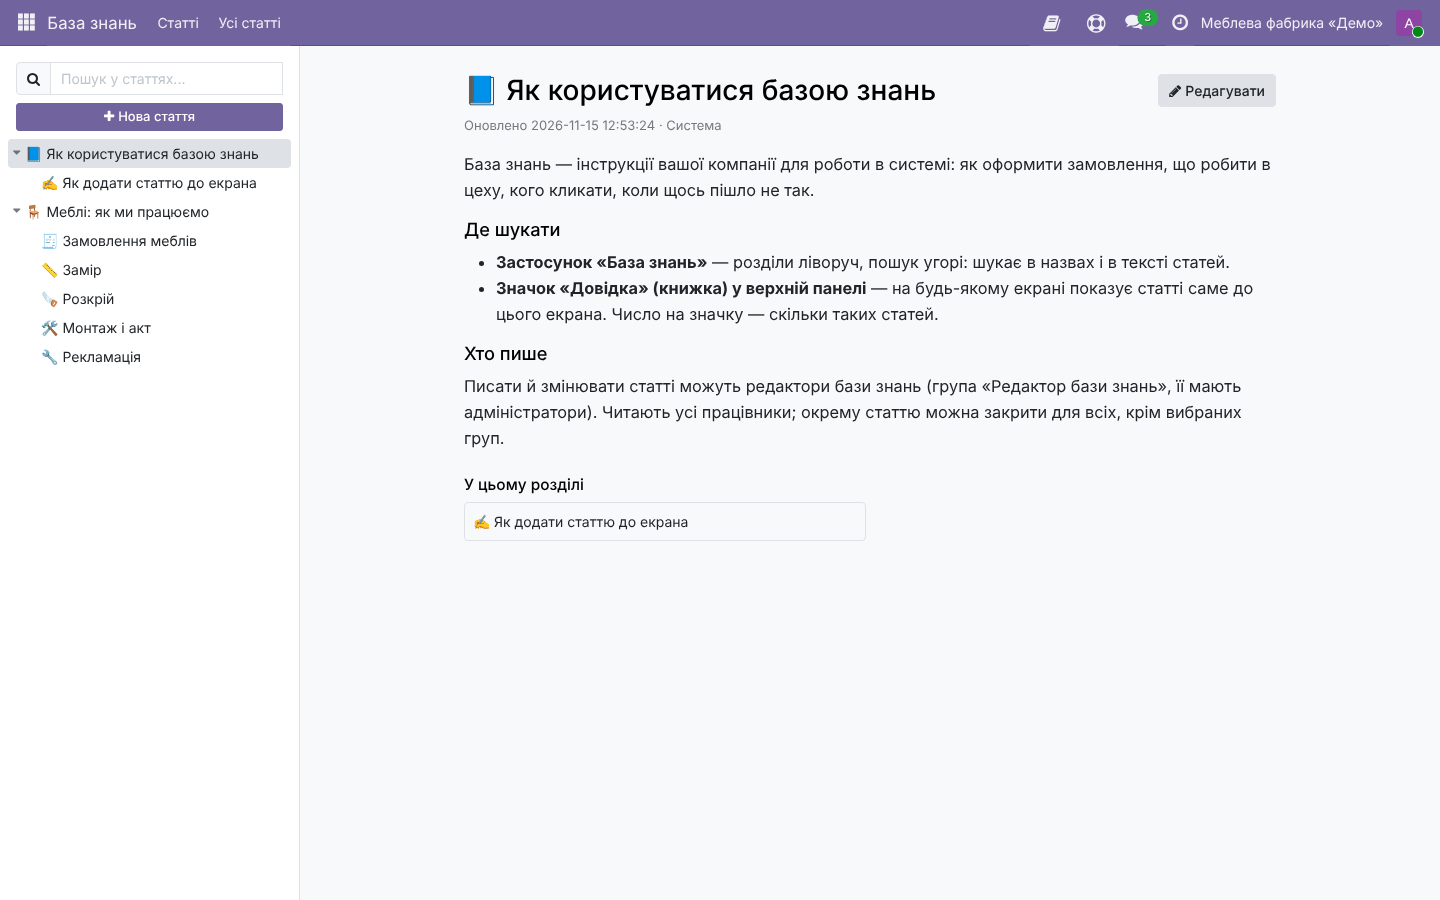 База знань Статті Усі статті 3 Меблева фабрика «Демо» A
Пошук у статтях...
Нова стаття
Як користуватися базою знань
Як додати статтю до екрана
Меблі: як ми працюємо
Замовлення меблів
Замір
Розкрій
Монтаж і акт
Рекламація
Як користуватися базою знань
Редагувати
Оновлено 2026-11-15 12:53:24 · Система
База знань — інструкції вашої компанії для роботи в системі: як оформити замовлення, що робити в
цеху, кого кликати, коли щось пішло не так.
Де шукати
• Застосунок «База знань» — розділи ліворуч, пошук угорі: шукає в назвах і в тексті статей.
• Значок «Довідка» (книжка) у верхній панелі — на будь-якому екрані показує статті саме до
цього екрана. Число на значку — скільки таких статей.
Хто пише
Писати й змінювати статті можуть редактори бази знань (група «Редактор бази знань», її мають
адміністратори). Читають усі працівники; окрему статтю можна закрити для всіх, крім вибраних
груп.
У цьому розділі
Як додати статтю до екрана